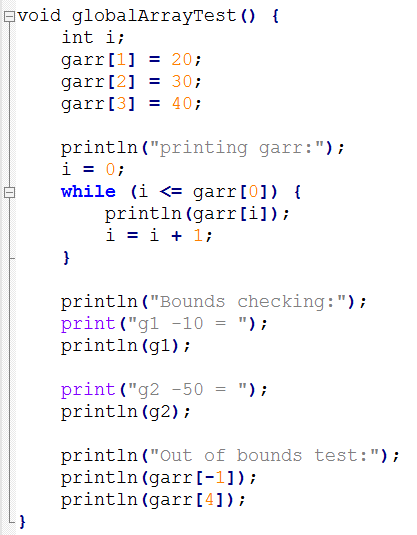 void globalArrayTest() {
    int i;
    garr[1] = 20;
    garr[2] = 30;
    garr[3] = 40;

    println("printing garr:");
    i = 0;
    while (i <= garr[0]) {
        println(garr[i]);
        i = i + 1;
    }

    println("Bounds checking:");
    print("g1 -10 = ");
    println(g1);

    print("g2 -50 = ");
    println(g2);

    println("Out of bounds test:");
    println(garr[-1]);
    println(garr[4]);
}